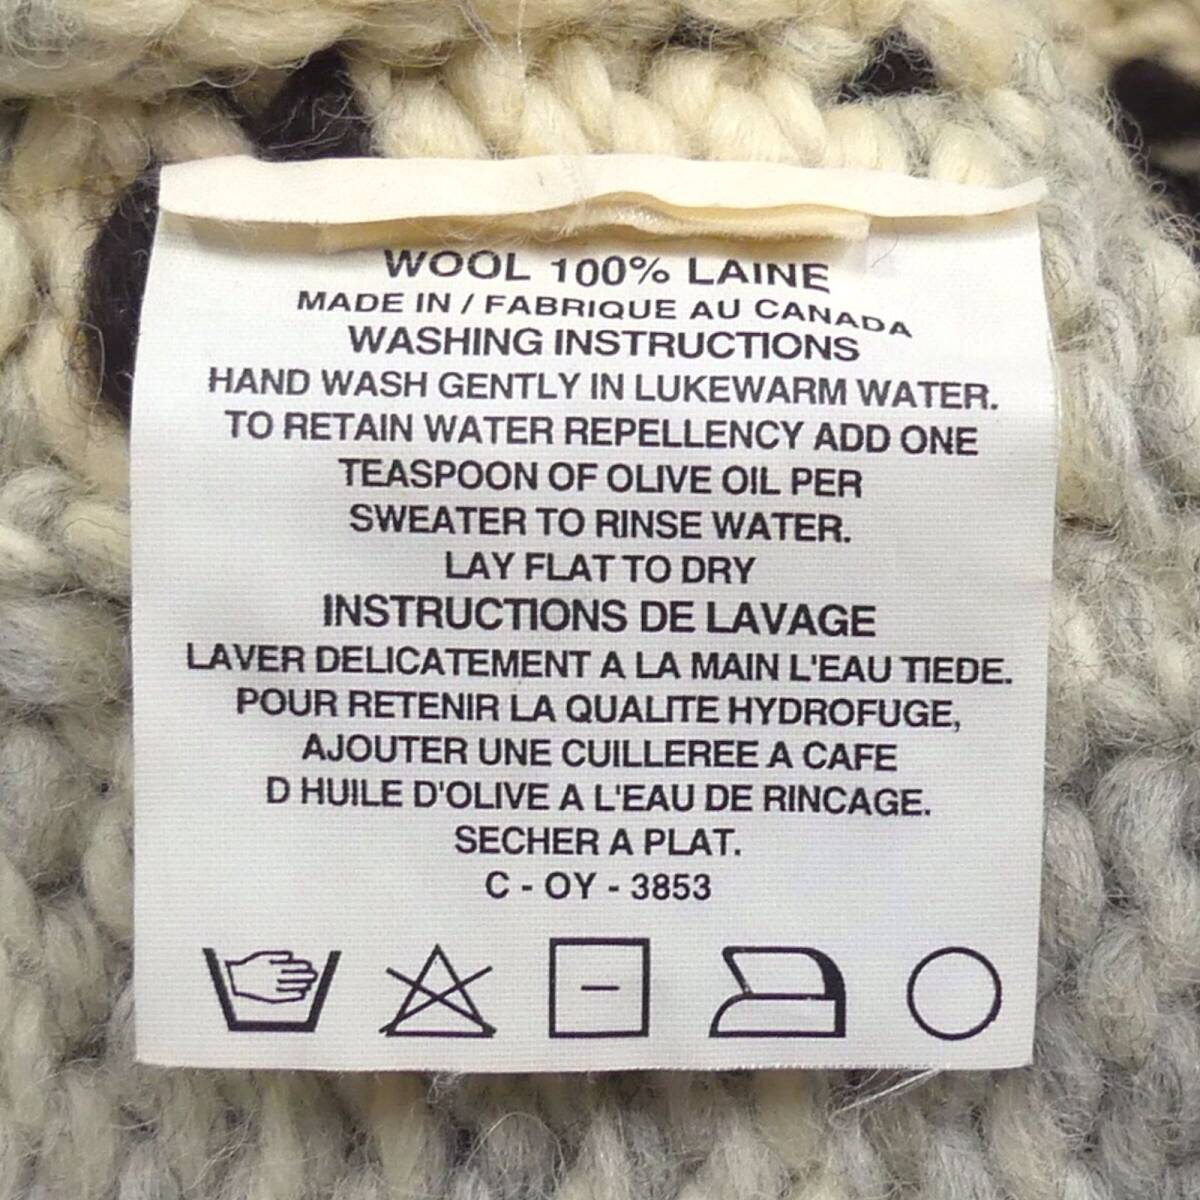 WOOL 100% LAINE
MADE IN / FABRIQUE AU CANADA
WASHING INSTRUCTIONS
HAND WASH GENTLY IN LUKEWARM WATER.
TO RETAIN WATER REPELLENCY ADD ONE
TEASPOON OF OLIVE OIL PER
SWEATER TO RINSE WATER.
LAY FLAT TO DRY
INSTRUCTIONS DE LAVAGE
LAVER DELICATEMENT A LA MAIN L'EAU TIEDE.
POUR RETENIR LA QUALITE HYDROFUGE,
AJOUTER UNE CUILLEREE A CAFE
D HUILE D'OLIVE A L'EAU DE RINCAGE.
SECHER A PLAT.
C - OY - 3853